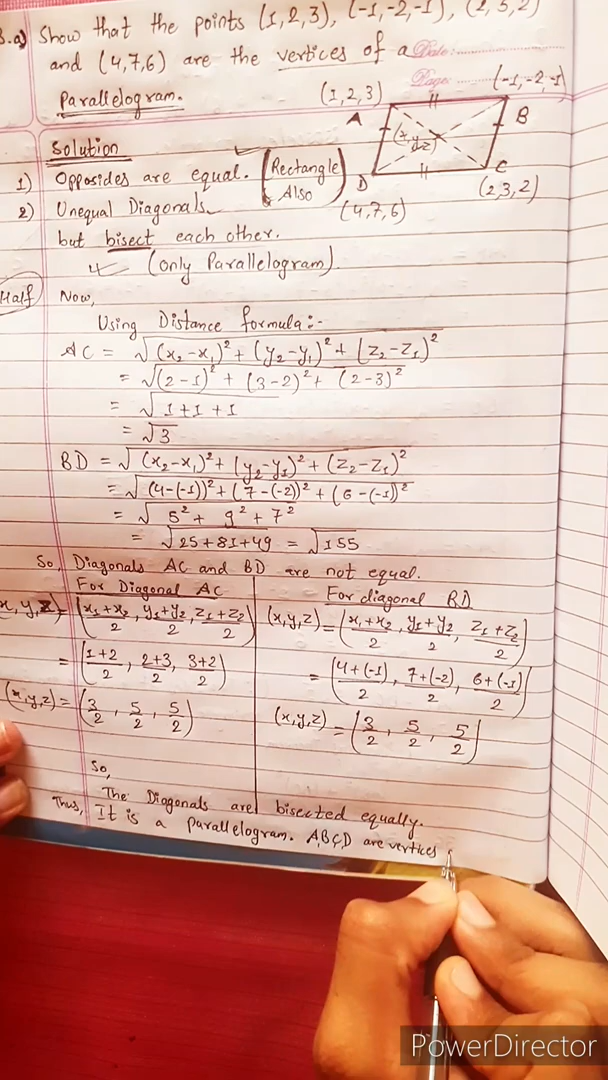 3.a) Show that the points (1,2,3), (-1,-2,-1), (2,3,2)
and (4,7,6) are the vertices of a
Date:
Page:
Parallelogram.
(1,2,3)
(-1,-2,-1)
A
B
(x,y,z)
D
C
(4,7,6)
(2,3,2)
Solution
1) Opposides are equal. (Rectangle Also)
2) Unequal Diagonals
but bisect each other.
(only Parallelogram)
Half
Now,
Using Distance formula:-
AC = √(x₂-x₁)² + (y₂-y₁)² + (z₂-z₁)²
= √(2-1)² + (3-2)² + (2-3)²
= √1+1+1
= √3
BD = √(x₂-x₁)² + (y₂-y₁)² + (z₂-z₁)²
= √(4-(-1))² + (7-(-2))² + (6-(-1))²
= √5² + 9² + 7²
= √25+81+49 = √155
So, Diagonals AC and BD are not equal.
For Diagonal AC
(x,y,z) = (x₁+x₂/2, y₁+y₂/2, z₁+z₂/2)
= (1+2/2, 2+3/2, 3+2/2)
(x,y,z) = (3/2, 5/2, 5/2)
For diagonal BD
(x,y,z) = (x₁+x₂/2, y₁+y₂/2, z₁+z₂/2)
= (4+(-1)/2, 7+(-2)/2, 6+(-1)/2)
(x,y,z) = (3/2, 5/2, 5/2)
So,
The Diogonals are bisected equally.
Thus, It is a parallelogram. A,B,C,D are vertices
PowerDirector